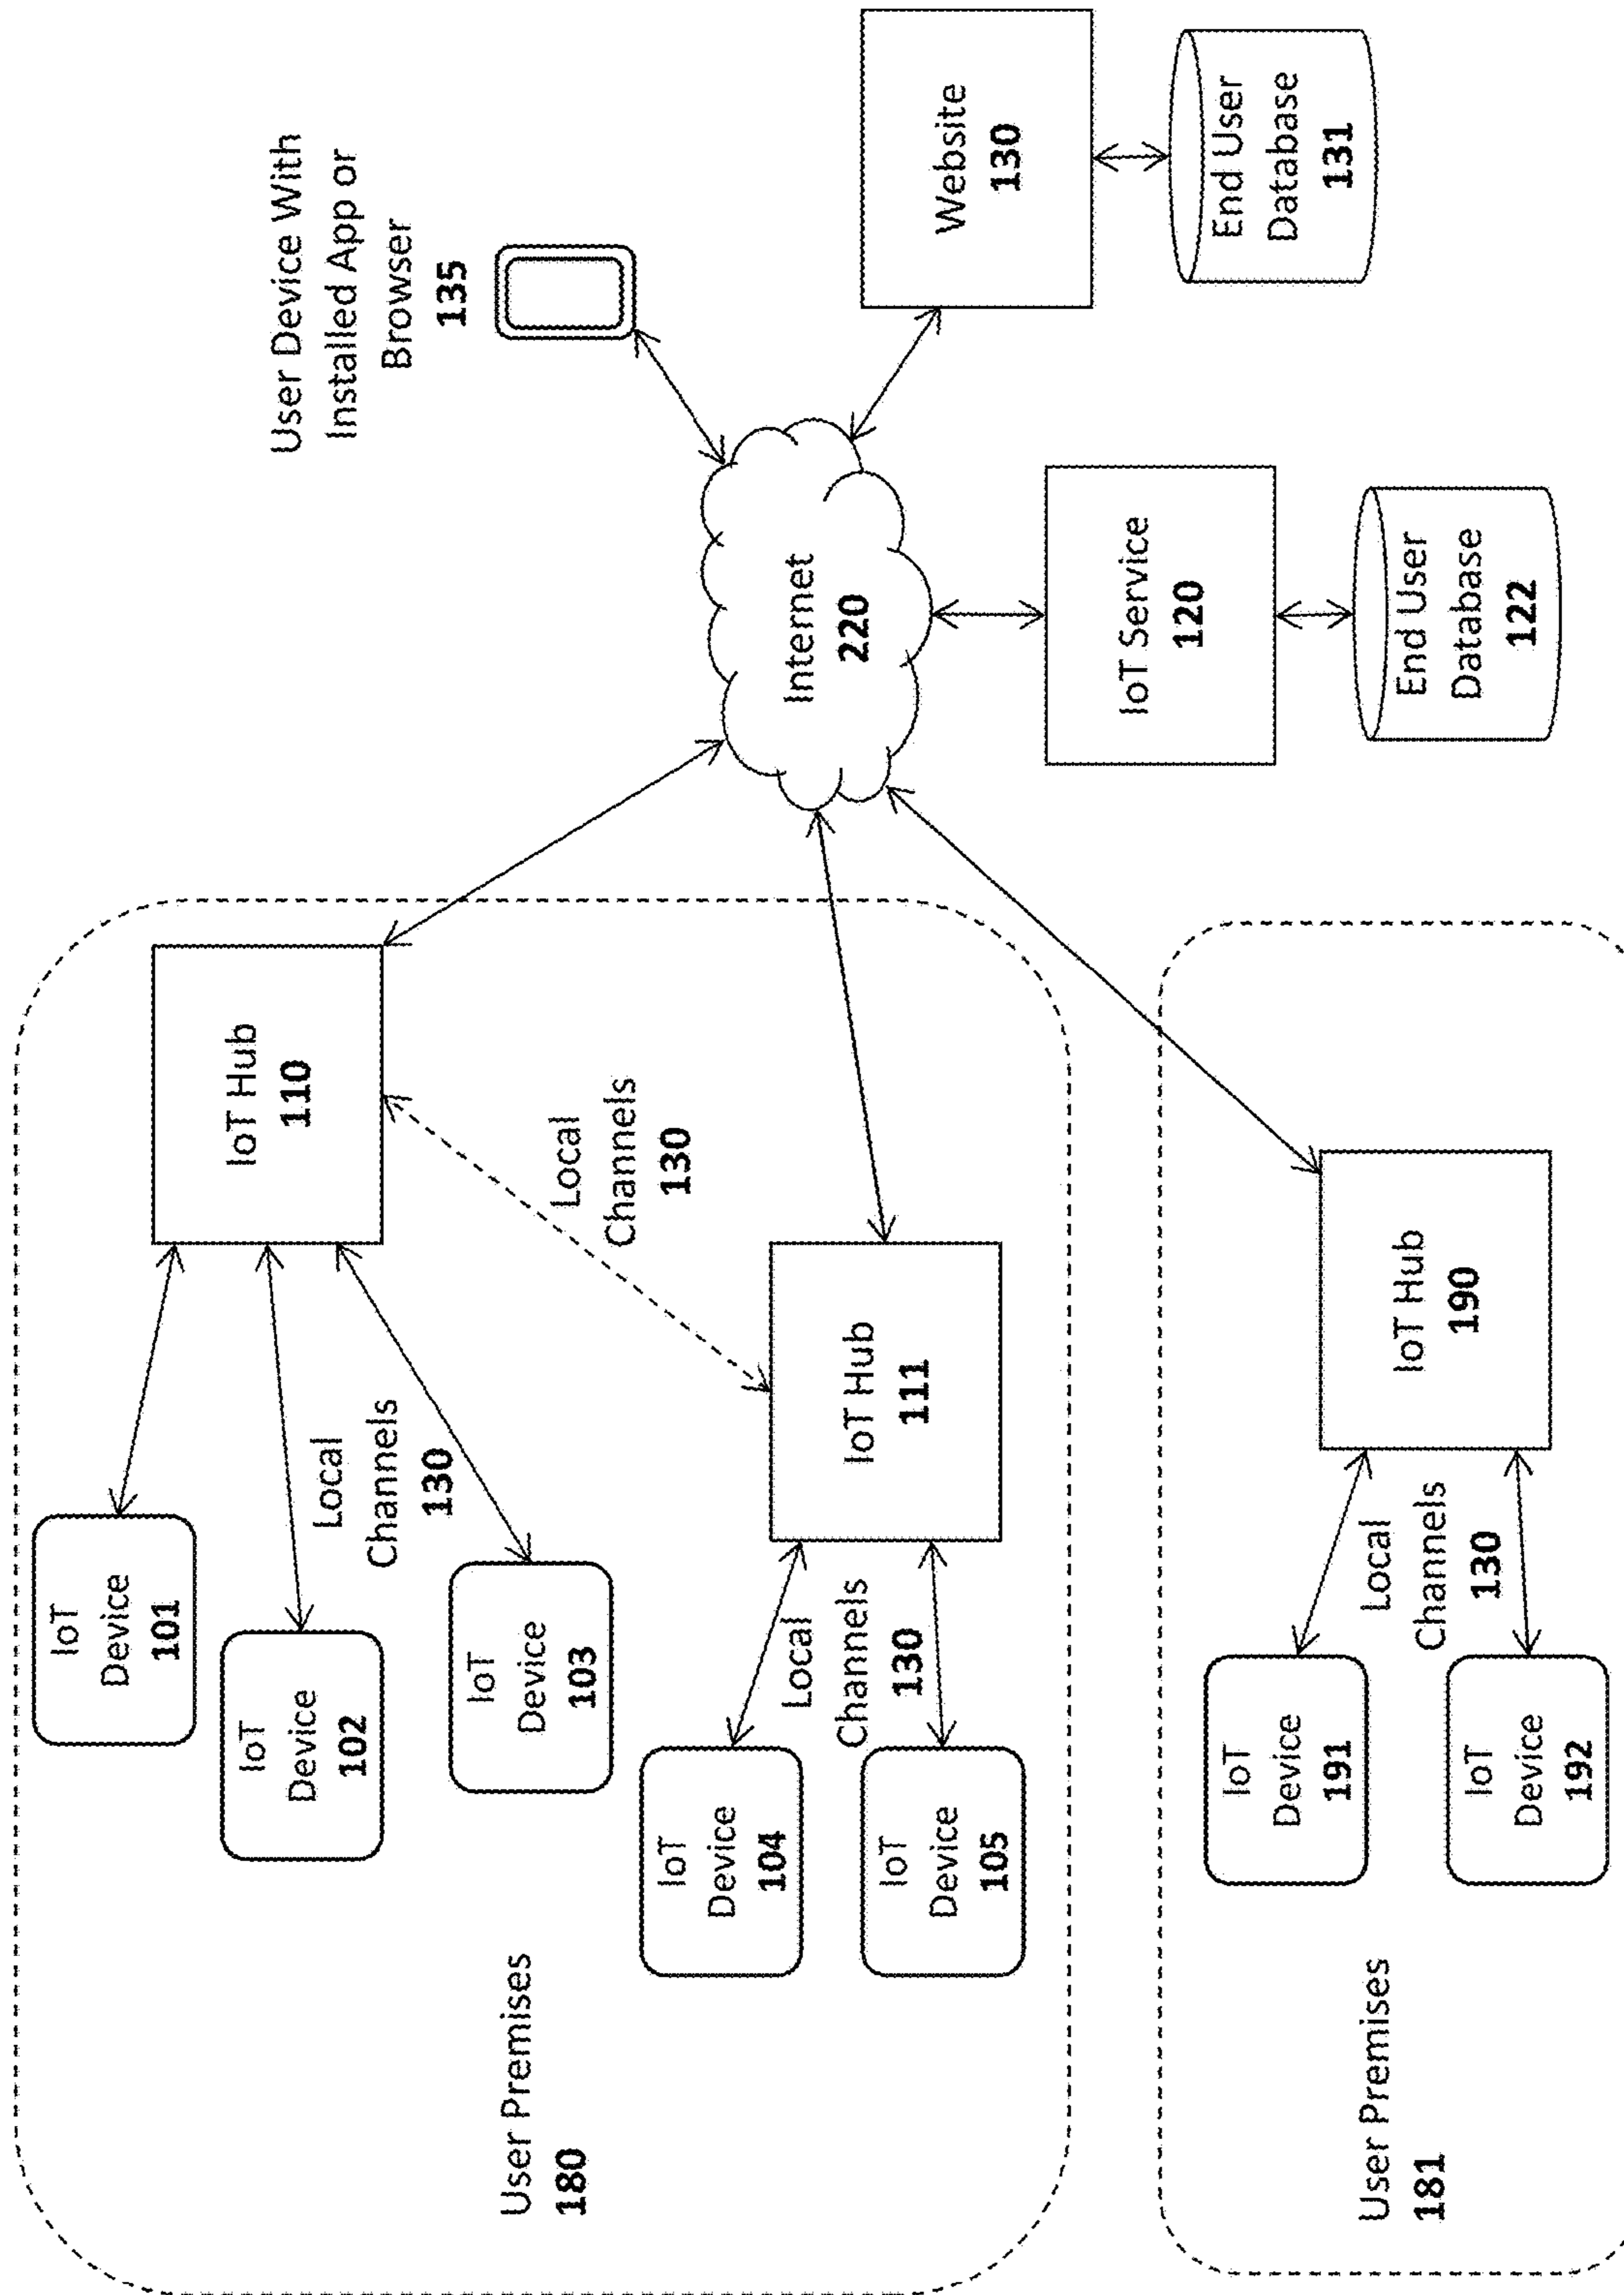 User Premises
180
IoT
Device
101
IoT
Device
102
IoT
Device
103
Local
Channels
130
IoT Hub
110
Local
Channels
130
IoT
Device
104
IoT
Device
105
Local
Channels
130
IoT Hub
111
User Premises
181
IoT
Device
191
IoT
Device
192
Local
Channels
130
IoT Hub
190
Internet
220
IoT Service
120
End User
Database
122
User Device With
Installed App or
Browser
135
Website
130
End User
Database
131